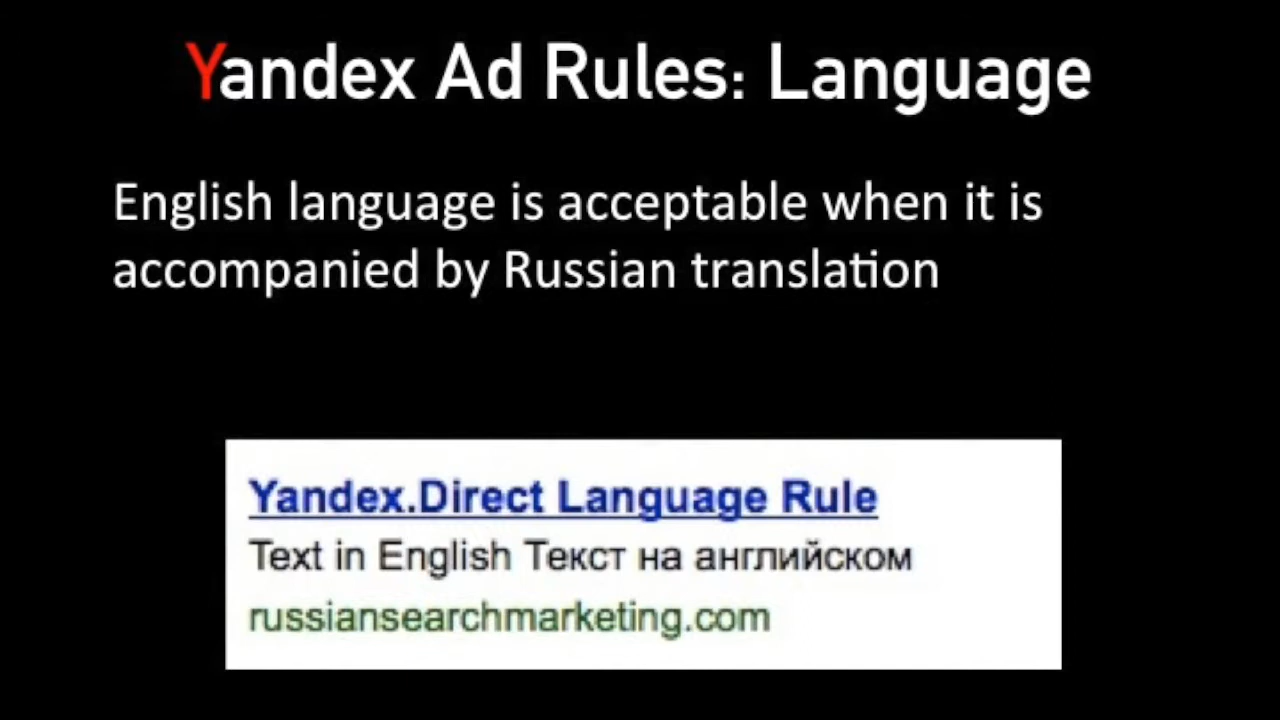 Yandex Ad Rules: Language
English language is acceptable when it is
accompanied by Russian translation
Yandex.Direct Language Rule
Text in English Текст на английском
russiansearchmarketing.com